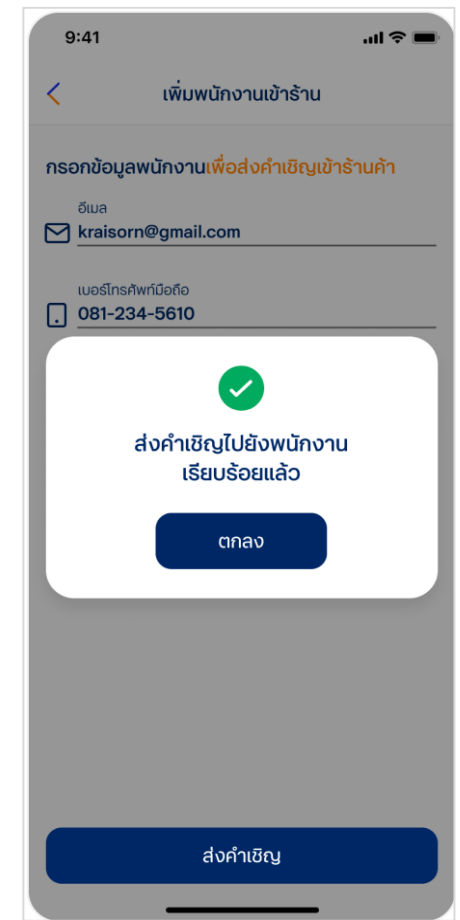 9:41
เพิ่มพนักงานเข้าร้าน
กรอกข้อมูลพนักงานเพื่อส่งคำเชิญเข้าร้านค้า
อีเมล
kraisorn@gmail.com
เบอร์โทรศัพท์มือถือ
081-234-5610
ส่งคำเชิญไปยังพนักงาน
เรียบร้อยแล้ว
ตกลง
ส่งคำเชิญ